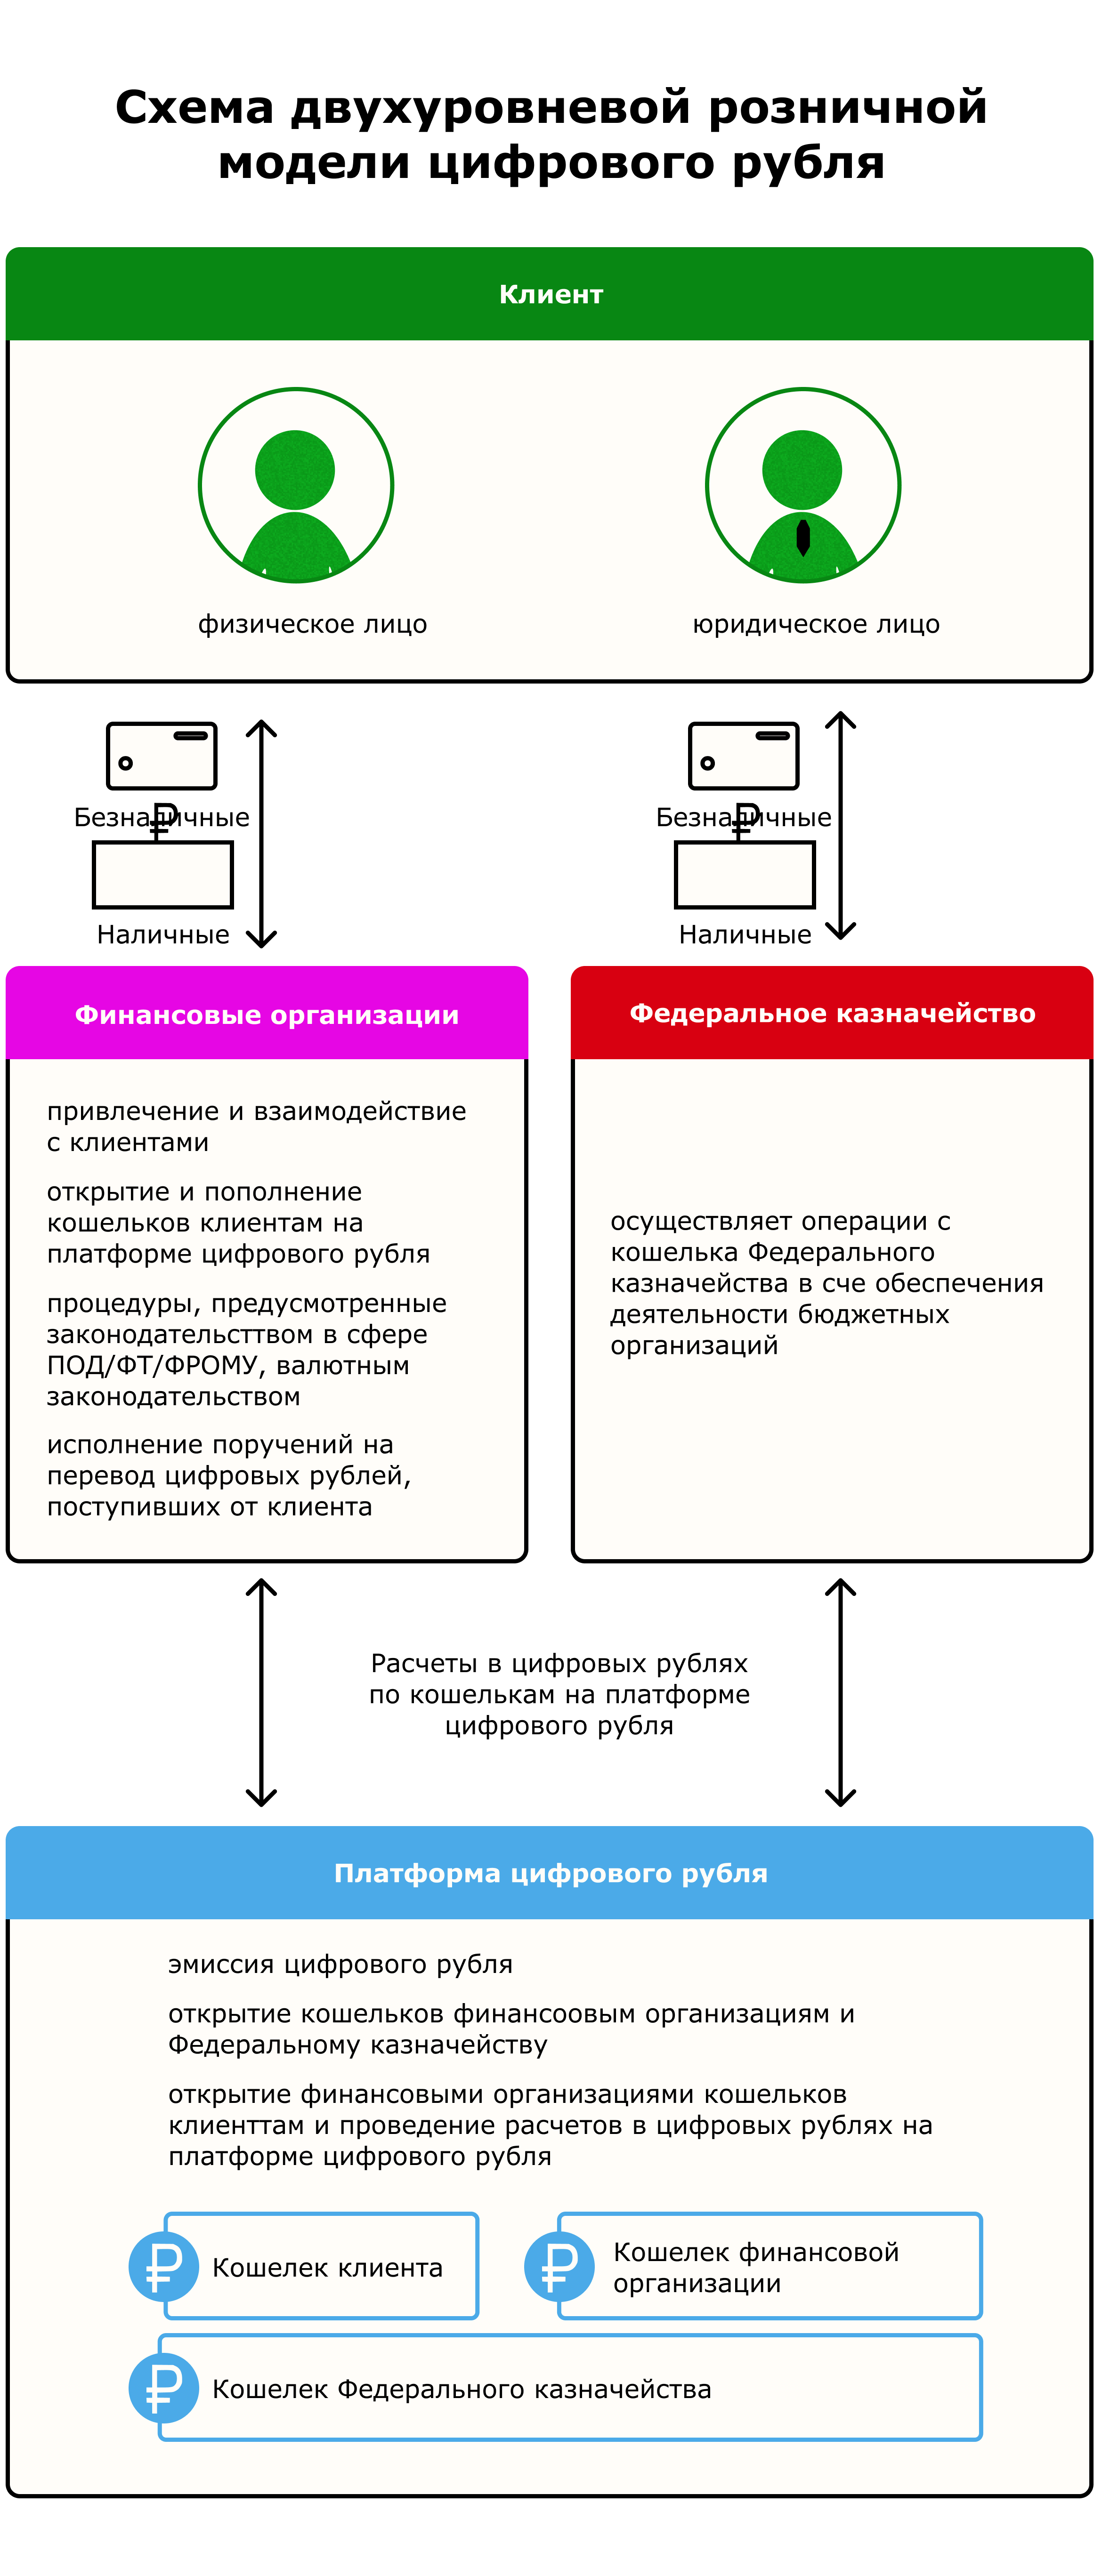 Схема двухуровневой розничной
модели цифрового рубля
Клиент
физическое лицо
юридическое лицо
Безналичные
₽
Наличные
Безналичные
₽
Наличные
Финансовые организации
привлечение и взаимодействие
с клиентами
открытие и пополнение
кошельков клиентам на
платформе цифрового рубля
процедуры, предусмотренные
законодательсттвом в сфере
ПОД/ФТ/ФРОМУ, валютным
законодательством
исполнение поручений на
перевод цифровых рублей,
поступивших от клиента
Федеральное казначейство
осуществляет операции с
кошелька Федерального
казначейства в сче обеспечения
деятельности бюджетных
организаций
Расчеты в цифровых рублях
по кошелькам на платформе
цифрового рубля
Платформа цифрового рубля
эмиссия цифрового рубля
открытие кошельков финансоовым организациям и
Федеральному казначейству
открытие финансовыми организациями кошельков
клиенттам и проведение расчетов в цифровых рублях на
платформе цифрового рубля
₽ Кошелек клиента
₽ Кошелек финансовой
организации
₽ Кошелек Федерального казначейства